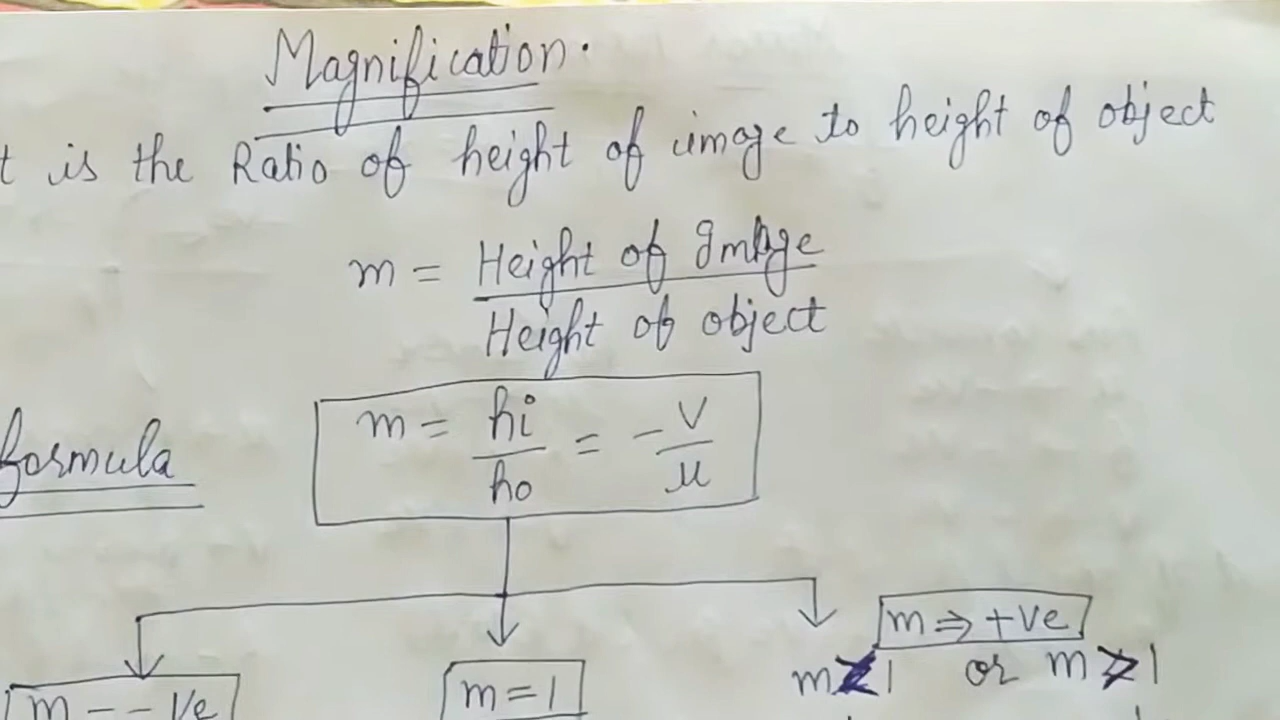 Magnification.
t is the Ratio of height of image to height of object
m = Height of Image
Height of object
formula
m = hi/ho = -v/u
m ⇒ +ve
m = -ve
m = 1
m 1 or m 1